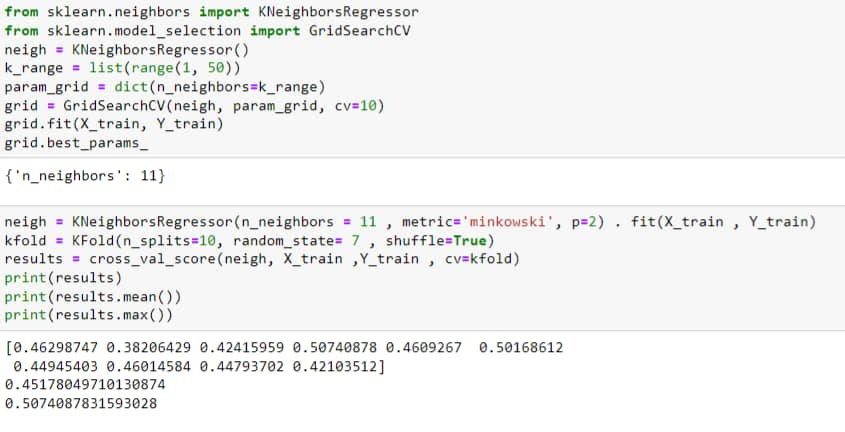 from sklearn.neighbors import KNeighborsRegressor
from sklearn.model_selection import GridSearchCV
neigh = KNeighborsRegressor()
k_range = list(range(1, 50))
param_grid = dict(n_neighbors=k_range)
grid = GridSearchCV(neigh, param_grid, cv=10)
grid.fit(X_train, Y_train)
grid.best_params_
{'n_neighbors': 11}
neigh = KNeighborsRegressor(n_neighbors = 11 , metric='minkowski', p=2) . fit(X_train , Y_train)
kfold = KFold(n_splits=10, random_state= 7 , shuffle=True)
results = cross_val_score(neigh, X_train ,Y_train , cv=kfold)
print(results)
print(results.mean())
print(results.max())
[0.46298747 0.38206429 0.42415959 0.50740878 0.4609267  0.50168612
 0.44945403 0.46014584 0.44793702 0.42103512]
0.45178049710130874
0.5074087831593028